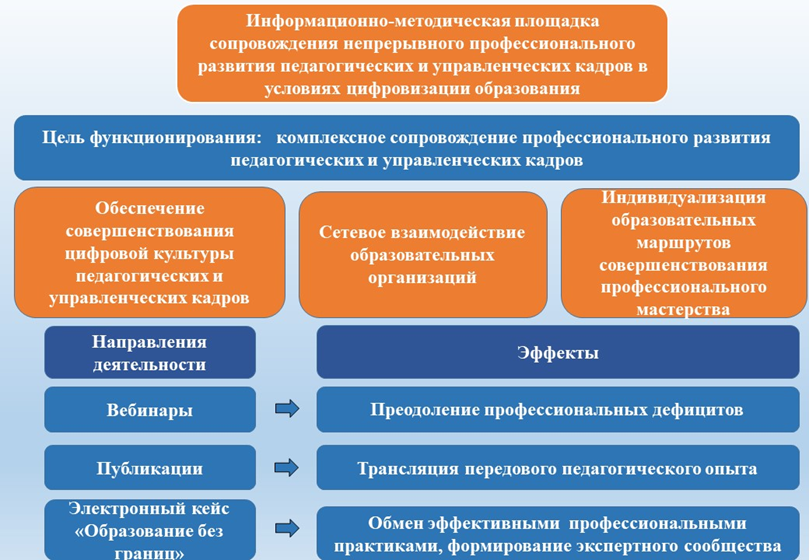 Информационно-методическая площадка
сопровождения непрерывного профессионального
развития педагогических и управленческих кадров в
условиях цифровизации образования
Цель функционирования: комплексное сопровождение профессионального развития
педагогических и управленческих кадров
Обеспечение
совершенствования
цифровой культуры
педагогических и
управленческих кадров
Сетевое взаимодействие
образовательных
организаций
Индивидуализация
образовательных
маршрутов
совершенствования
профессионального
мастерства
Направления
деятельности
Эффекты
Вебинары
Преодоление профессиональных дефицитов
Публикации
Трансляция передового педагогического опыта
Электронный кейс
«Образование без
границ»
Обмен эффективными профессиональными
практиками, формирование экспертного сообщества